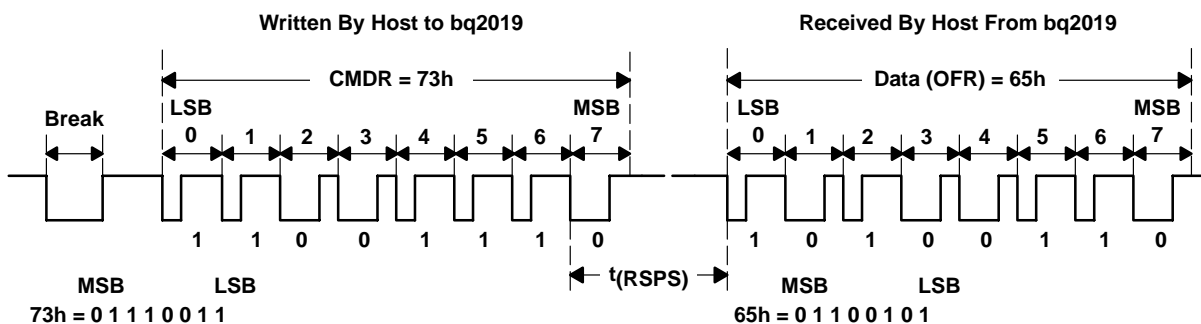 Written By Host to bq2019 Received By Host From bq2019
CMDR = 73h Data (OFR) = 65h
Break LSB MSB LSB MSB
0 1 2 3 4 5 6 7 0 1 2 3 4 5 6 7
1 1 0 0 1 1 1 0 1 0 1 0 0 1 1 0
t(RSPS)
MSB LSB MSB LSB
73h = 0 1 1 1 0 0 1 1 65h = 0 1 1 0 0 1 0 1